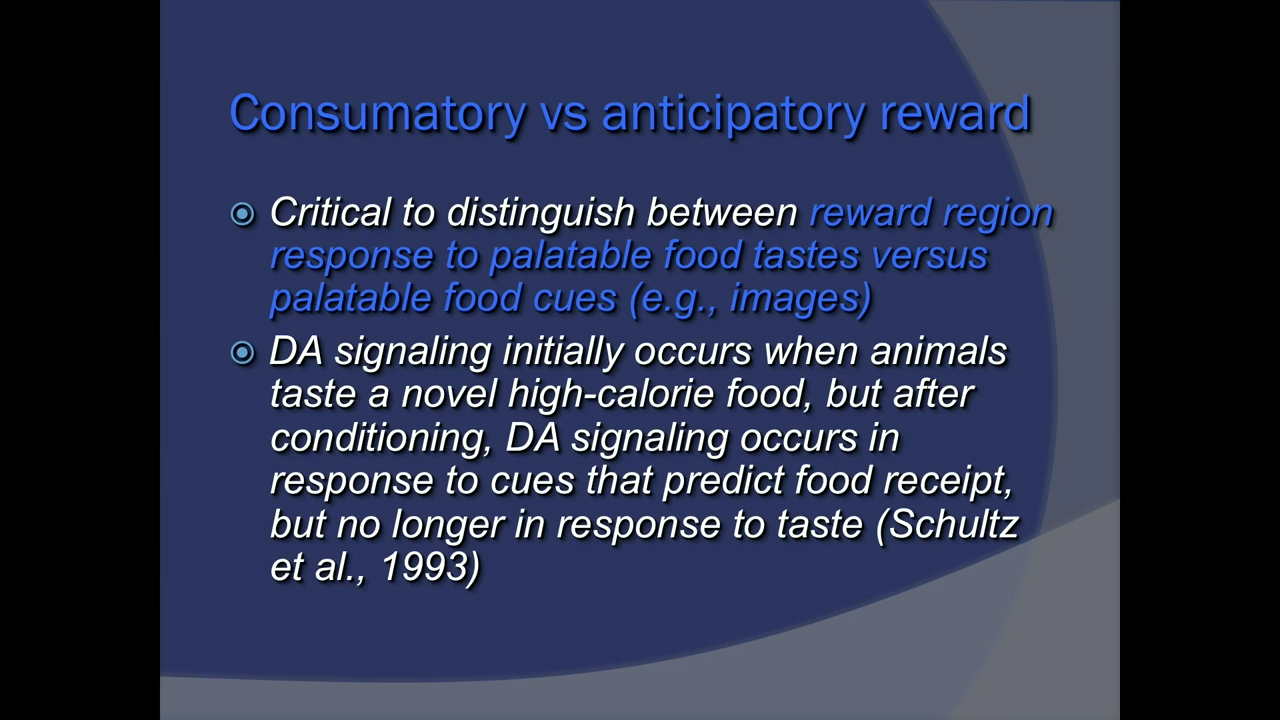 Consumatory vs anticipatory reward
Critical to distinguish between reward region
response to palatable food tastes versus
palatable food cues (e.g., images)
DA signaling initially occurs when animals
taste a novel high-calorie food, but after
conditioning, DA signaling occurs in
response to cues that predict food receipt,
but no longer in response to taste (Schultz
et al., 1993)